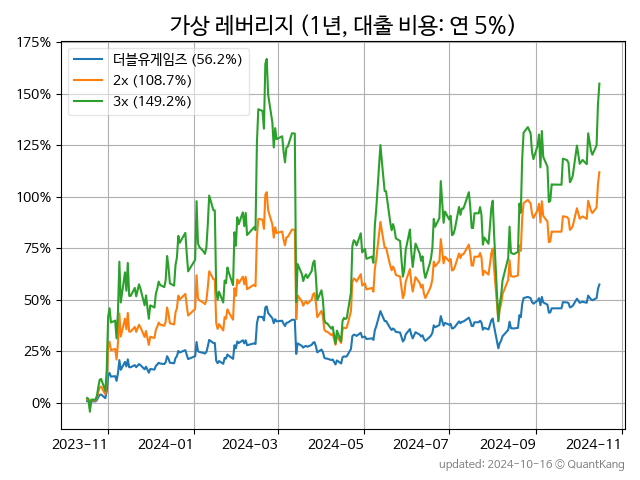 가상 레버리지 (1년, 대출 비용: 연 5%)
175%
150%
125%
100%
75%
50%
25%
0%
더블유게임즈 (56.2%)
2x (108.7%)
3x (149.2%)
2023-11 2024-01 2024-03 2024-05 2024-07 2024-09 2024-11
updated: 2024-10-16 © QuantKang